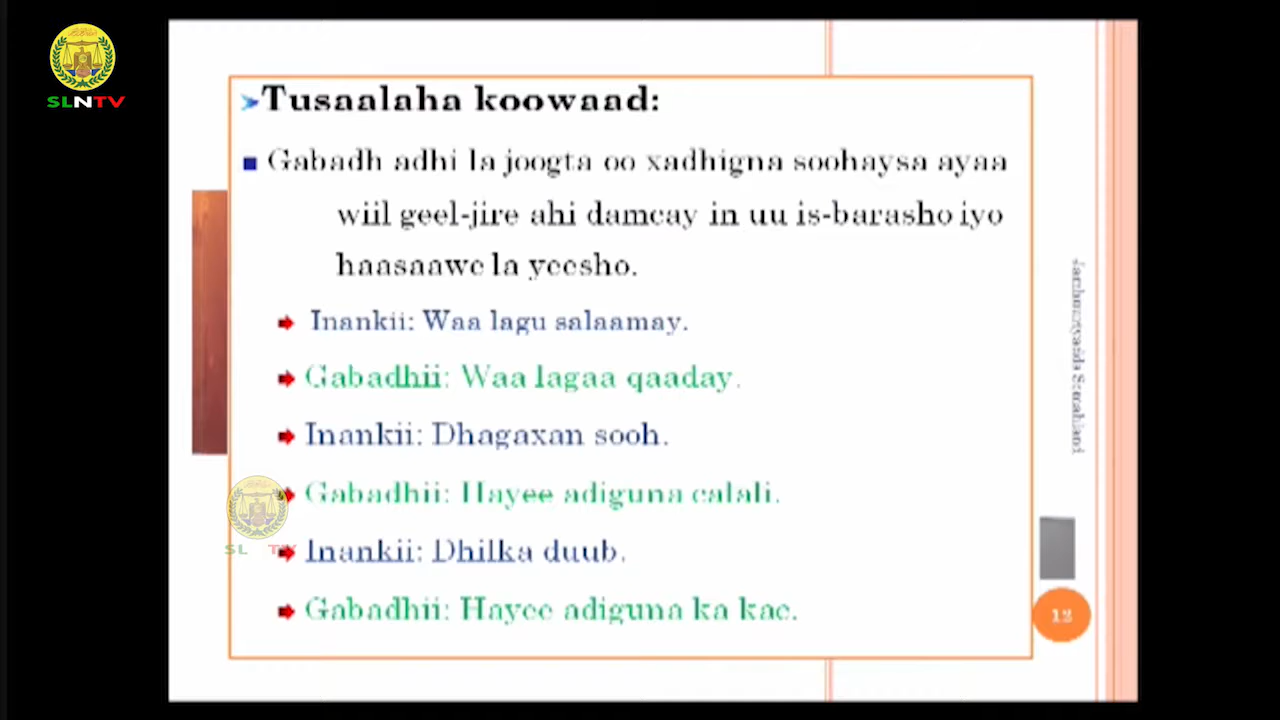 SLNTV
Tusaalaha koowaad:
Gabadh adhi la joogta oo xadhigna soohaysa ayaa
wiil geel-jire ahi damcay in uu is-barasho iyo
haasaawe la yeesho.
Inankii: Waa lagu salaamay.
Gabadhii: Waa lagaa qaaday.
Inankii: Dhagaxan sooh.
Gabadhii: Hayee adiguna calali.
Inankii: Dhilka duub.
Gabadhii: Hayee adiguna ka kac.
SL TV
12